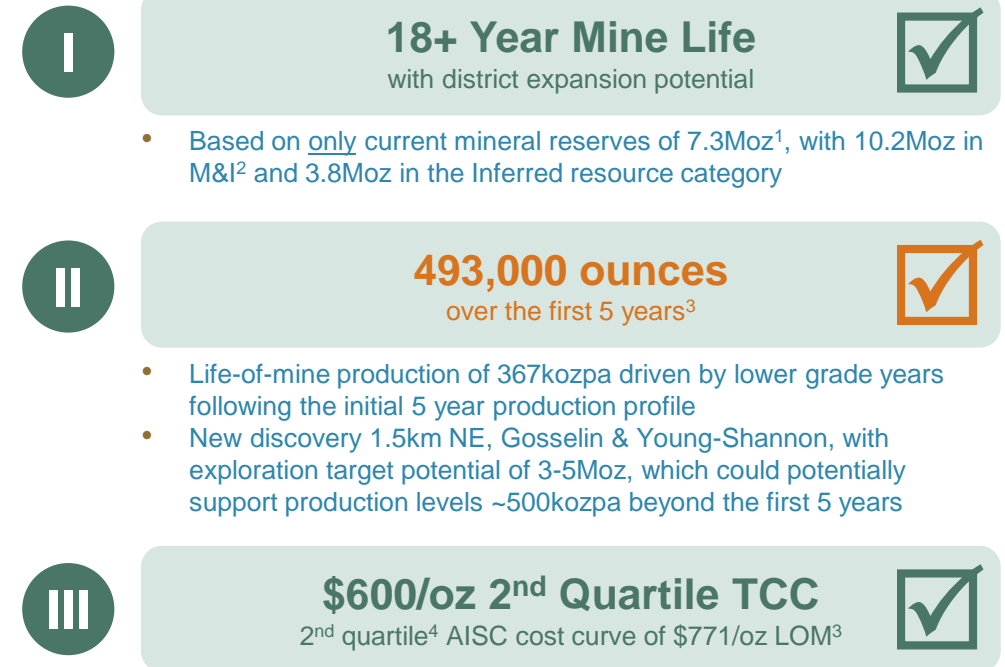 I
18+ Year Mine Life
with district expansion potential
• Based on only current mineral reserves of 7.3Moz¹, with 10.2Moz in
M&I² and 3.8Moz in the Inferred resource category
II
493,000 ounces
over the first 5 years³
• Life-of-mine production of 367kozpa driven by lower grade years
following the initial 5 year production profile
• New discovery 1.5km NE, Gosselin & Young-Shannon, with
exploration target potential of 3-5Moz, which could potentially
support production levels ~500kozpa beyond the first 5 years
III
$600/oz 2ⁿᵈ Quartile TCC
2ⁿᵈ quartile⁴ AISC cost curve of $771/oz LOM³